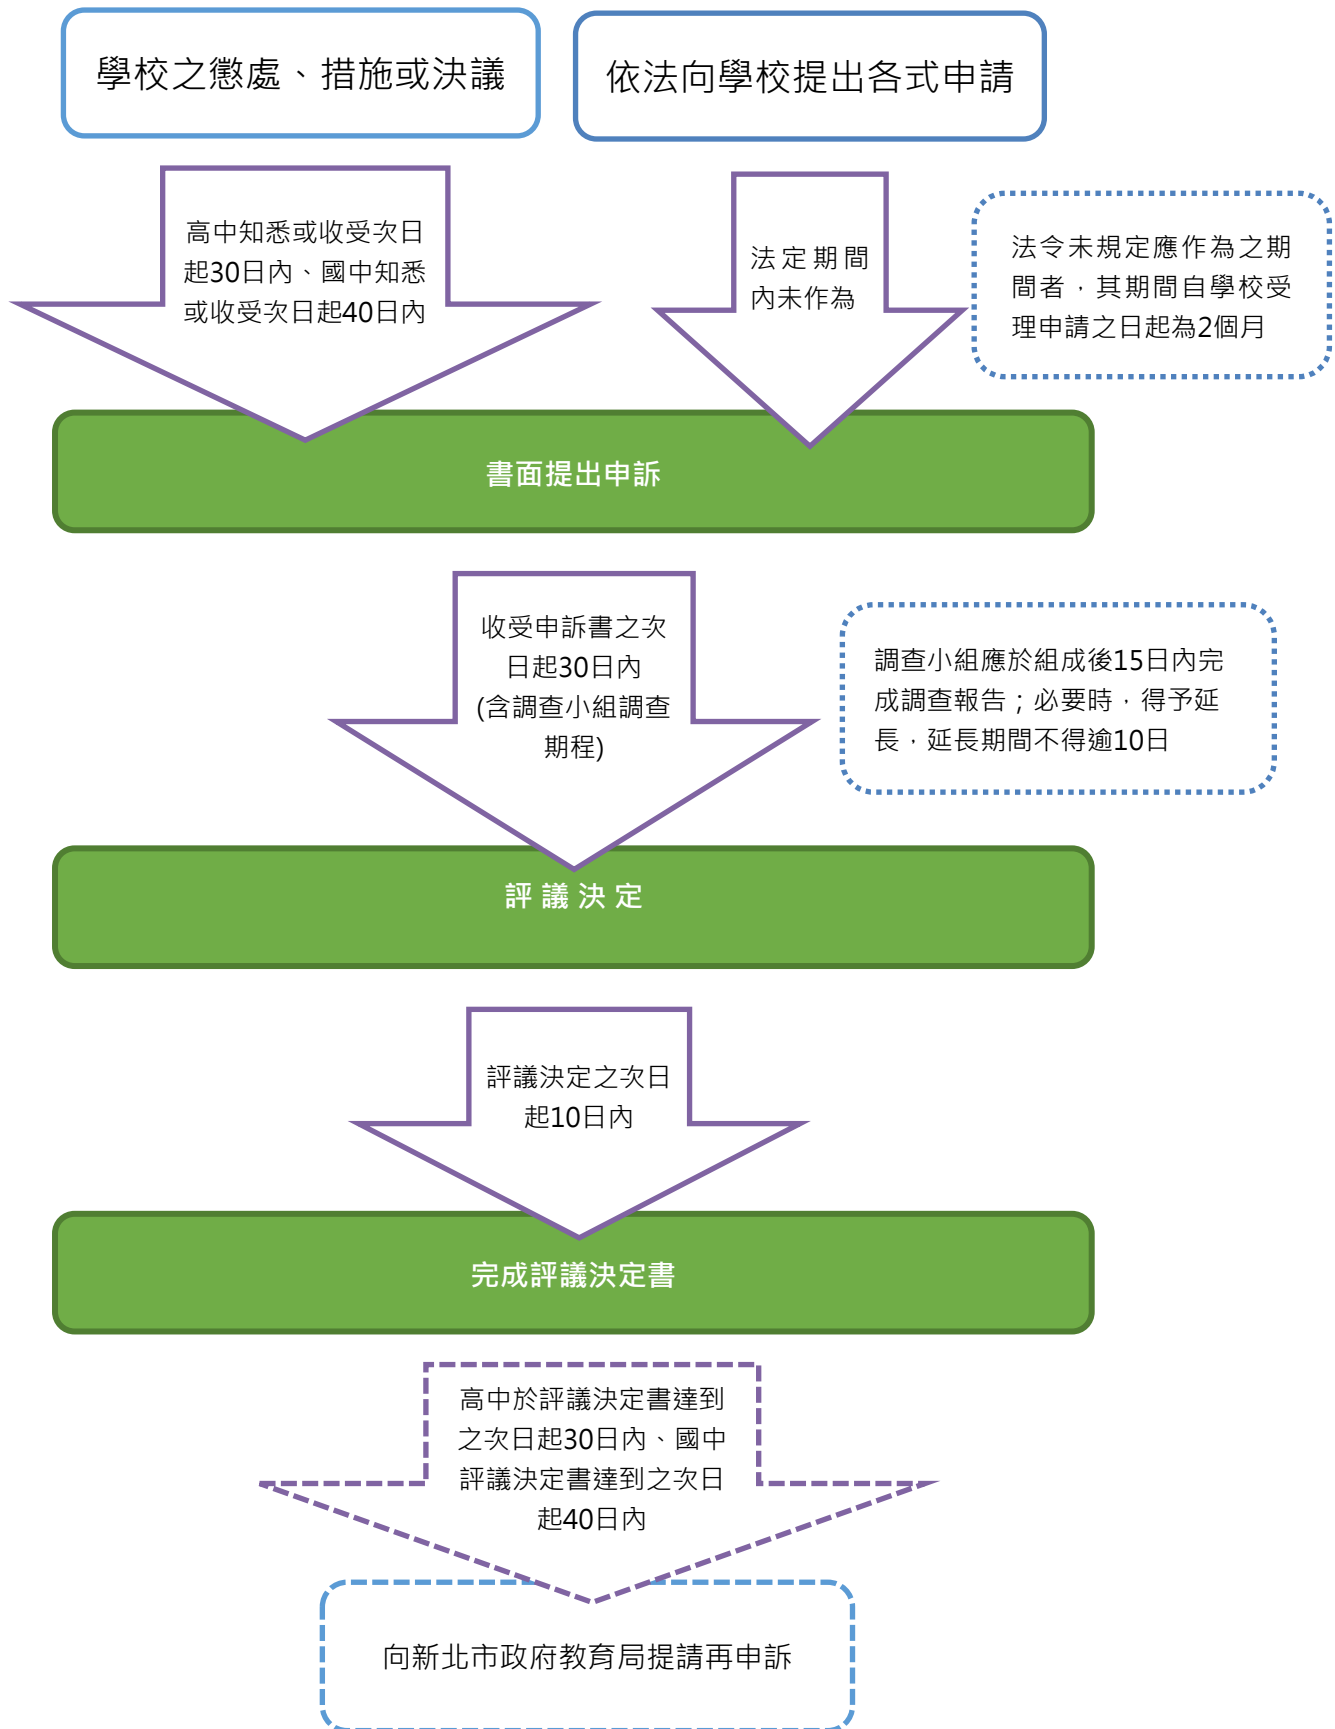 學校之懲處、措施或決議
依法向學校提出各式申請
高中知悉或收受次日
起30日內、國中知悉
或收受次日起40日內
法定期間
內未作為
法令未規定應作為之期
間者，其期間自學校受
理申請之日起為2個月
書面提出申訴
收受申訴書之次
日起30日內
(含調查小組調查
期程)
調查小組應於組成後15日內完
成調查報告；必要時，得予延
長，延長期間不得逾10日
評議決定
評議決定之次日
起10日內
完成評議決定書
高中於評議決定書達到
之次日起30日內、國中
評議決定書達到之次日
起40日內
向新北市政府教育局提請再申訴